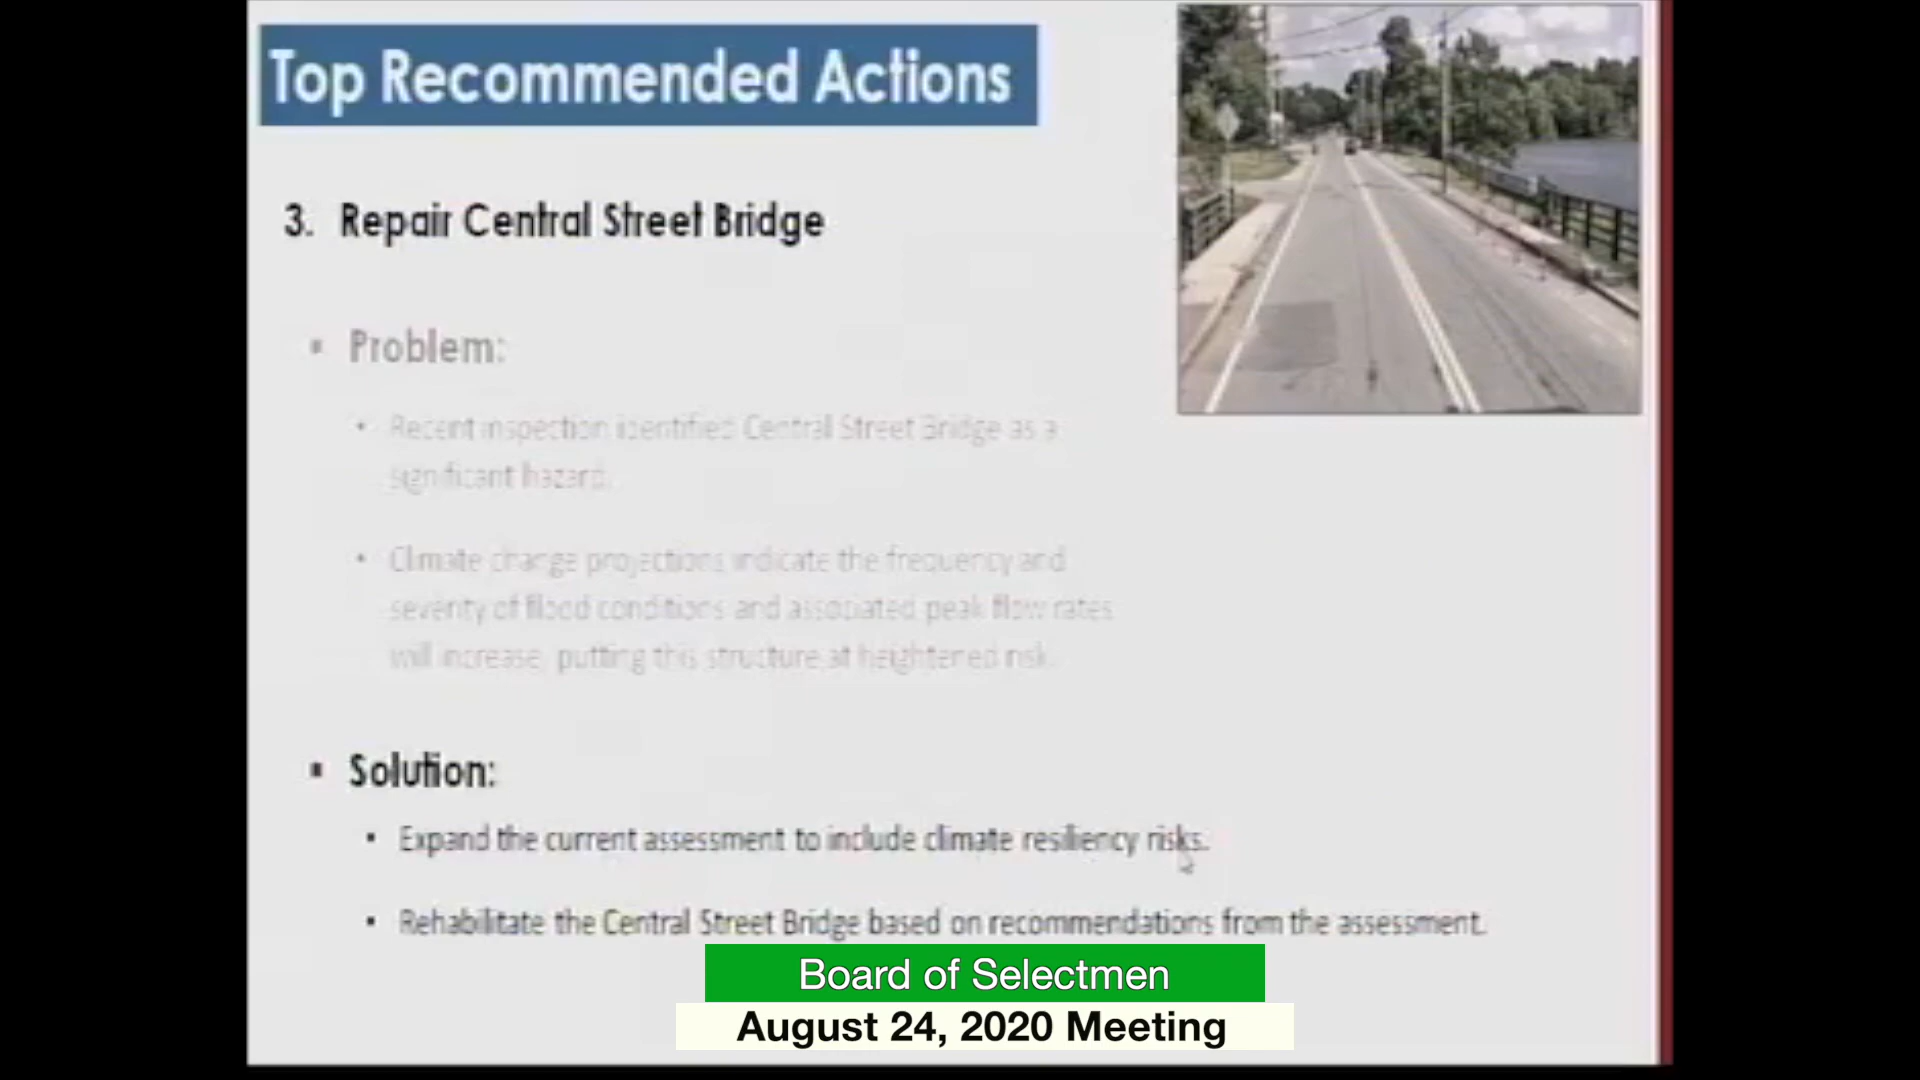 Top Recommended Actions
3. Repair Central Street Bridge
▪ Problem:
• Recent inspection identified Central Street Bridge as a
significant hazard.
• Climate change projections indicate the frequency and
severity of flood conditions and associated peak flow rates
will increase, putting this structure at heightened risk.
▪ Solution:
• Expand the current assessment to include climate resiliency risks.
• Rehabilitate the Central Street Bridge based on recommendations from the assessment.
Board of Selectmen
August 24, 2020 Meeting